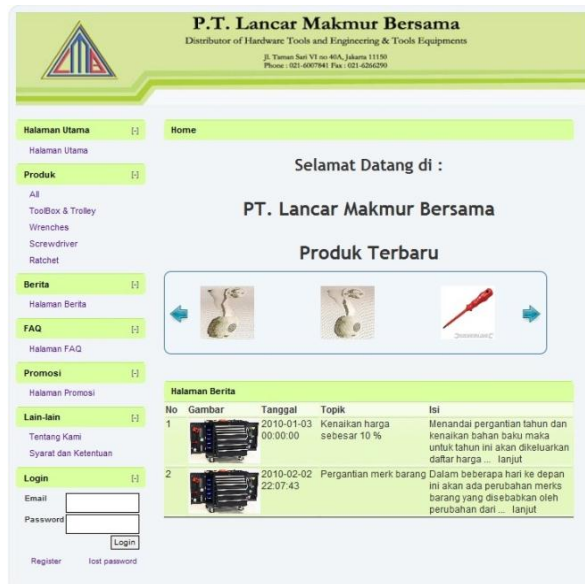 P.T. Lancar Makmur Bersama
Distributor of Hardware Tools and Engineering & Tools Equipments
Jl. Taman Sari VI no 40A, Jakarta 11150
Phone : 021-6007841 Fax : 021-6266290
LMB
Halaman Utama [-]
Halaman Utama
Produk [-]
All
ToolBox & Trolley
Wrenches
Screwdriver
Ratchet
Berita [-]
Halaman Berita
FAQ [-]
Halaman FAQ
Promosi [-]
Halaman Promosi
Lain-lain [-]
Tentang Kami
Syarat dan Ketentuan
Login [-]
Email
Password
Login
Register lost password
Home
Selamat Datang di :
PT. Lancar Makmur Bersama
Produk Terbaru
Halaman Berita
No Gambar Tanggal Topik Isi
1 2010-01-03 Kenaikan harga Menandai pergantian tahun dan
00:00:00 sebesar 10 % kenaikan bahan baku maka
untuk tahun ini akan dikeluarkan
daftar harga ... lanjut
2 2010-02-02 Pergantian merk barang Dalam beberapa hari ke depan
22:07:43 ini akan ada perubahan merks
barang yang disebabkan oleh
perubahan dari ... lanjut